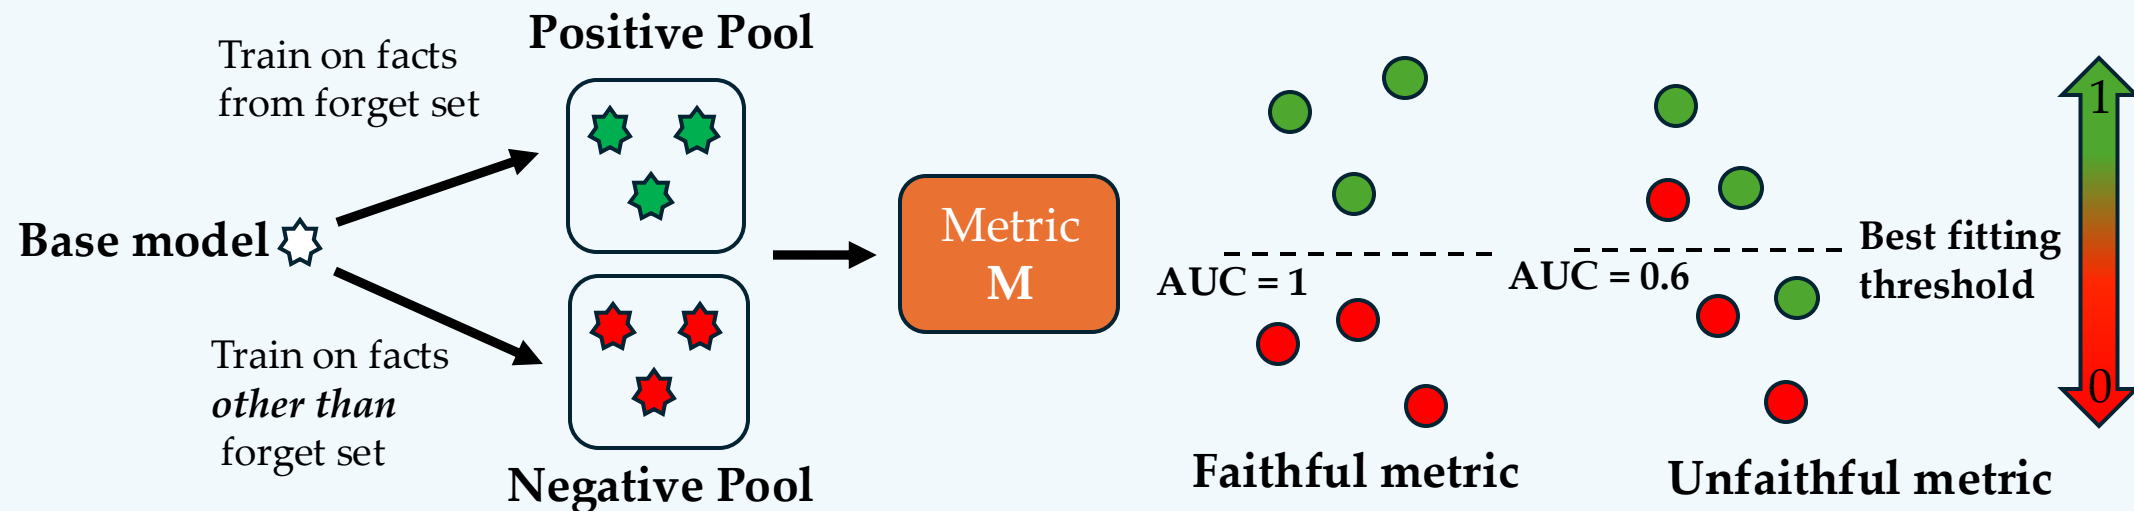 Positive Pool
Train on facts
from forget set
Base model
Train on facts
other than
forget set
Negative Pool
Metric
M
AUC = 1
Faithful metric
AUC = 0.6
Unfaithful metric
Best fitting
threshold
1
0